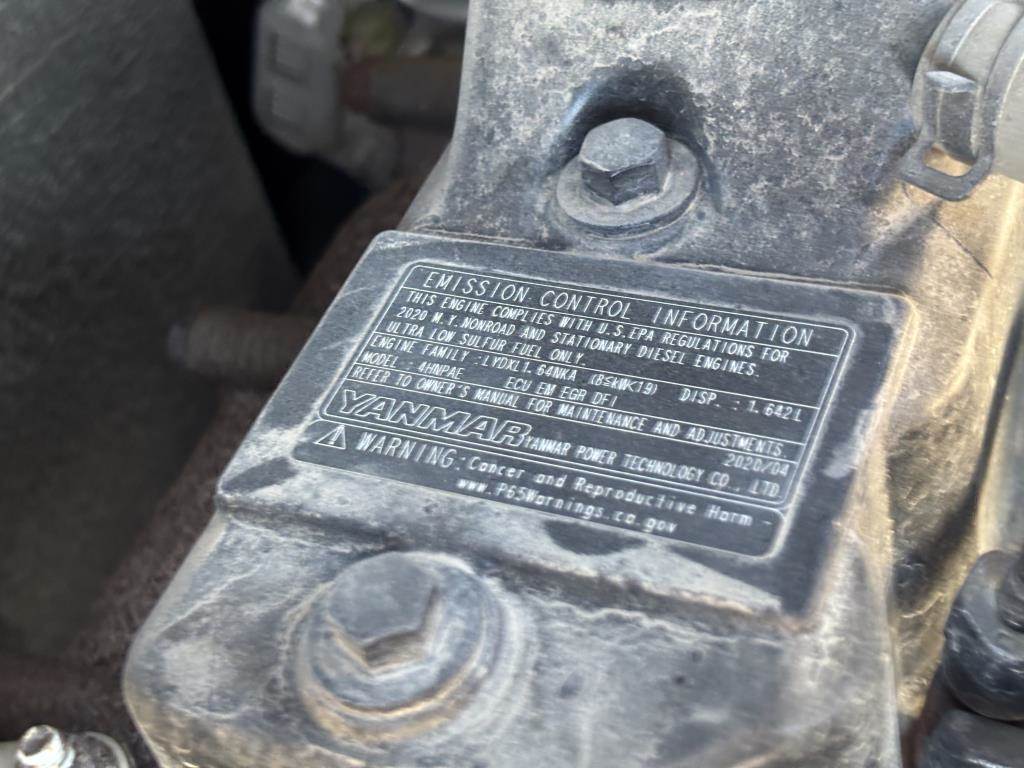 EMISSION CONTROL INFORMATION
THIS ENGINE COMPLIES WITH U.S.EPA REGULATIONS FOR
2020 M.Y.NONROAD AND STATIONARY DIESEL ENGINES.
ULTRA LOW SULFUR FUEL ONLY.
ENGINE FAMILY :LYDXL1.64NKA (8≤kW<19) DISP. : 1.642L
MODEL : 4HNPAE ECU EM EGR DFI
REFER TO OWNER'S MANUAL FOR MAINTENANCE AND ADJUSTMENTS.
2020/04
YANMAR YANMAR POWER TECHNOLOGY CO., LTD.
WARNING: Cancer and Reproductive Harm -
www.P65Warnings.ca.gov